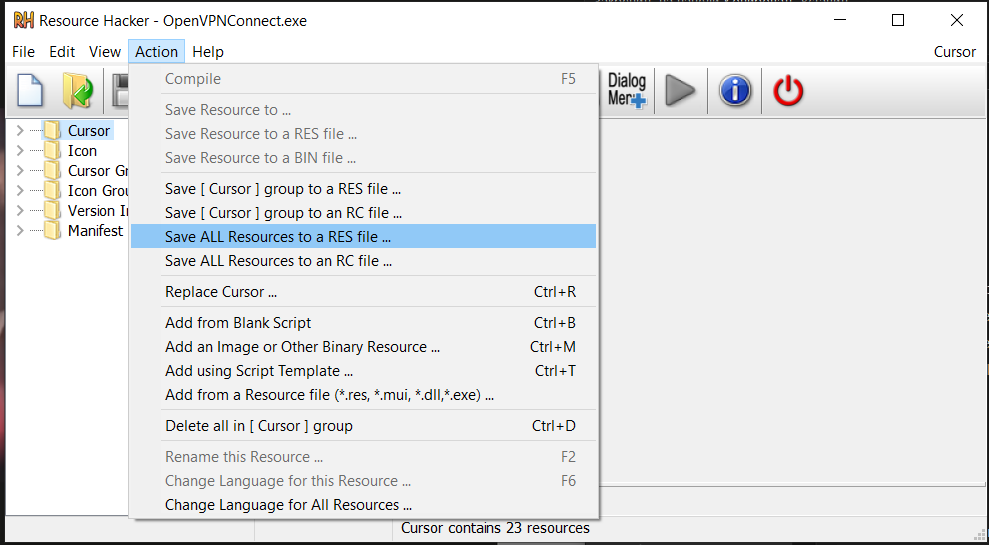 Resource Hacker - OpenVPNConnect.exe
File Edit View Action Help Cursor
Dialog
Men
Cursor
Icon
Cursor Gr
Icon Grou
Version In
Manifest
Compile F5
Save Resource to ...
Save Resource to a RES file ...
Save Resource to a BIN file ...
Save [ Cursor ] group to a RES file ...
Save [ Cursor ] group to an RC file ...
Save ALL Resources to a RES file ...
Save ALL Resources to an RC file ...
Replace Cursor ... Ctrl+R
Add from Blank Script Ctrl+B
Add an Image or Other Binary Resource ... Ctrl+M
Add using Script Template ... Ctrl+T
Add from a Resource file (*.res, *.mui, *.dll,*.exe) ...
Delete all in [ Cursor ] group Ctrl+D
Rename this Resource ... F2
Change Language for this Resource ... F6
Change Language for All Resources ...
Cursor contains 23 resources